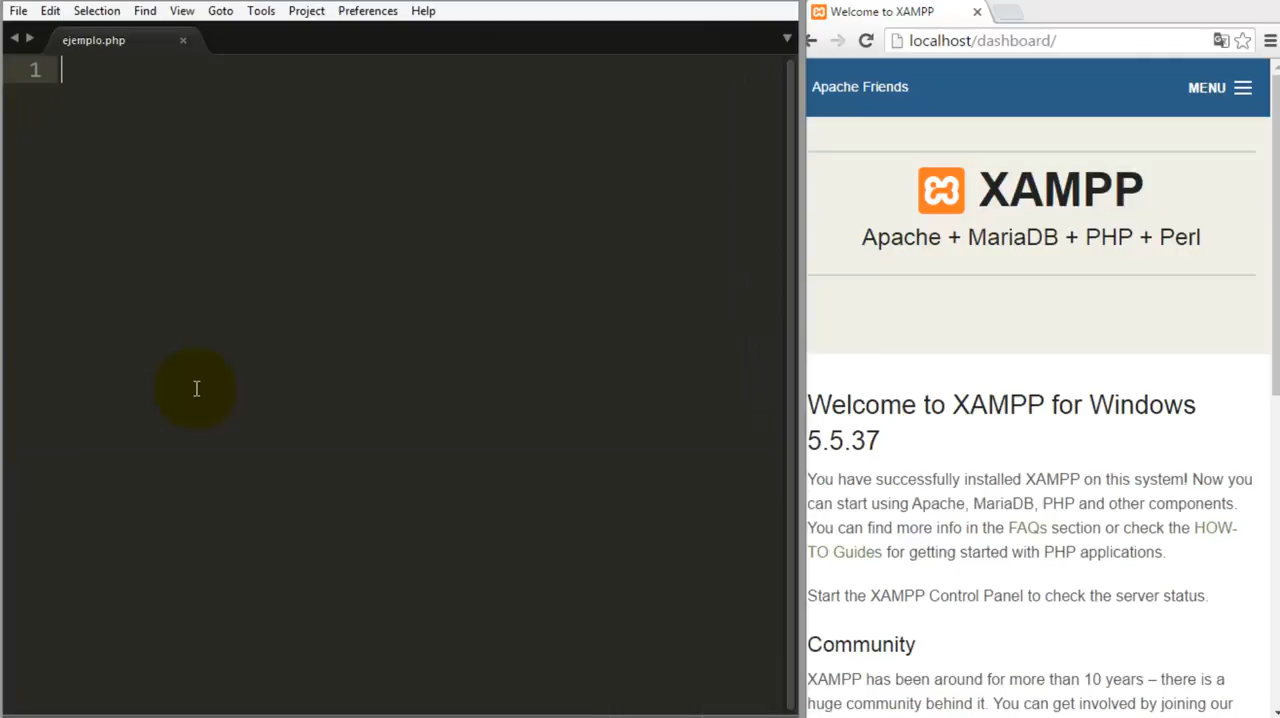 File Edit Selection Find View Goto Tools Project Preferences Help
ejemplo.php
1
Welcome to XAMPP
localhost/dashboard/
Apache Friends
MENU
XAMPP
Apache + MariaDB + PHP + Perl
Welcome to XAMPP for Windows
5.5.37
You have successfully installed XAMPP on this system! Now you
can start using Apache, MariaDB, PHP and other components.
You can find more info in the FAQs section or check the HOW-
TO Guides for getting started with PHP applications.
Start the XAMPP Control Panel to check the server status.
Community
XAMPP has been around for more than 10 years – there is a
huge community behind it. You can get involved by joining our